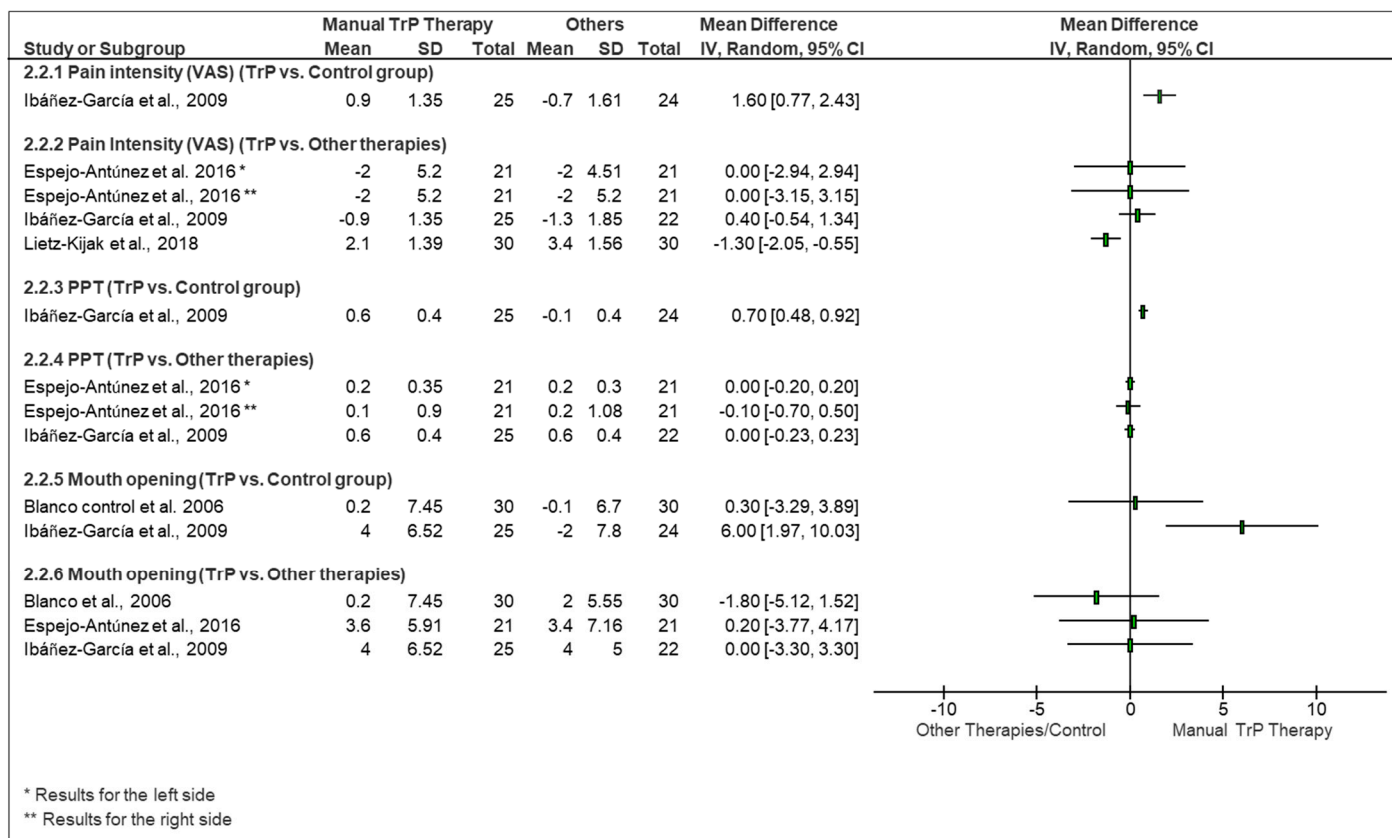 Manual TrP Therapy Others Mean Difference Mean Difference
Study or Subgroup Mean SD Total Mean SD Total IV, Random, 95% CI IV, Random, 95% CI
2.2.1 Pain intensity (VAS) (TrP vs. Control group)
Ibáñez-García et al., 2009 0.9 1.35 25 -0.7 1.61 24 1.60 [0.77, 2.43]
2.2.2 Pain Intensity (VAS) (TrP vs. Other therapies)
Espejo-Antúnez et al. 2016 * -2 5.2 21 -2 4.51 21 0.00 [-2.94, 2.94]
Espejo-Antúnez et al., 2016 ** -2 5.2 21 -2 5.2 21 0.00 [-3.15, 3.15]
Ibáñez-García et al., 2009 -0.9 1.35 25 -1.3 1.85 22 0.40 [-0.54, 1.34]
Lietz-Kijak et al., 2018 2.1 1.39 30 3.4 1.56 30 -1.30 [-2.05, -0.55]
2.2.3 PPT (TrP vs. Control group)
Ibáñez-García et al., 2009 0.6 0.4 25 -0.1 0.4 24 0.70 [0.48, 0.92]
2.2.4 PPT (TrP vs. Other therapies)
Espejo-Antúnez et al., 2016 * 0.2 0.35 21 0.2 0.3 21 0.00 [-0.20, 0.20]
Espejo-Antúnez et al., 2016 ** 0.1 0.9 21 0.2 1.08 21 -0.10 [-0.70, 0.50]
Ibáñez-García et al., 2009 0.6 0.4 25 0.6 0.4 22 0.00 [-0.23, 0.23]
2.2.5 Mouth opening (TrP vs. Control group)
Blanco control et al. 2006 0.2 7.45 30 -0.1 6.7 30 0.30 [-3.29, 3.89]
Ibáñez-García et al., 2009 4 6.52 25 -2 7.8 24 6.00 [1.97, 10.03]
2.2.6 Mouth opening (TrP vs. Other therapies)
Blanco et al., 2006 0.2 7.45 30 2 5.55 30 -1.80 [-5.12, 1.52]
Espejo-Antúnez et al., 2016 3.6 5.91 21 3.4 7.16 21 0.20 [-3.77, 4.17]
Ibáñez-García et al., 2009 4 6.52 25 4 5 22 0.00 [-3.30, 3.30]
-10 -5 0 5 10
Other Therapies/Control Manual TrP Therapy
* Results for the left side
** Results for the right side